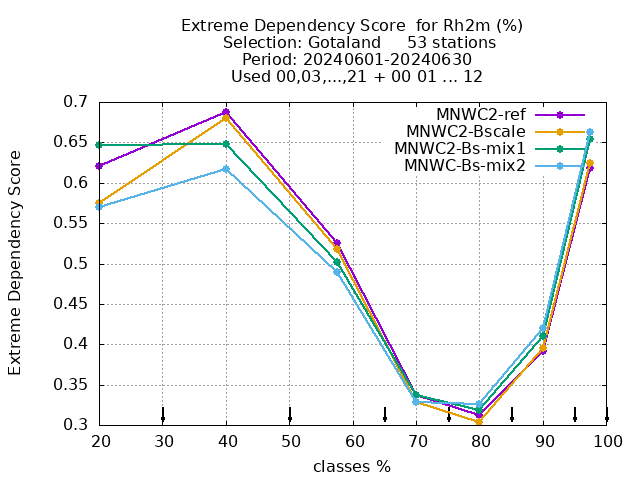 Extreme Dependency Score  for Rh2m (%)
Selection: Gotaland     53 stations
Period: 20240601-20240630
Used 00,03,...,21 + 00 01 ... 12
MNWC2-ref
MNWC2-Bscale
MNWC2-Bs-mix1
MNWC-Bs-mix2
Extreme Dependency Score
0.7
0.65
0.6
0.55
0.5
0.45
0.4
0.35
0.3
20 30 40 50 60 70 80 90 100
classes %